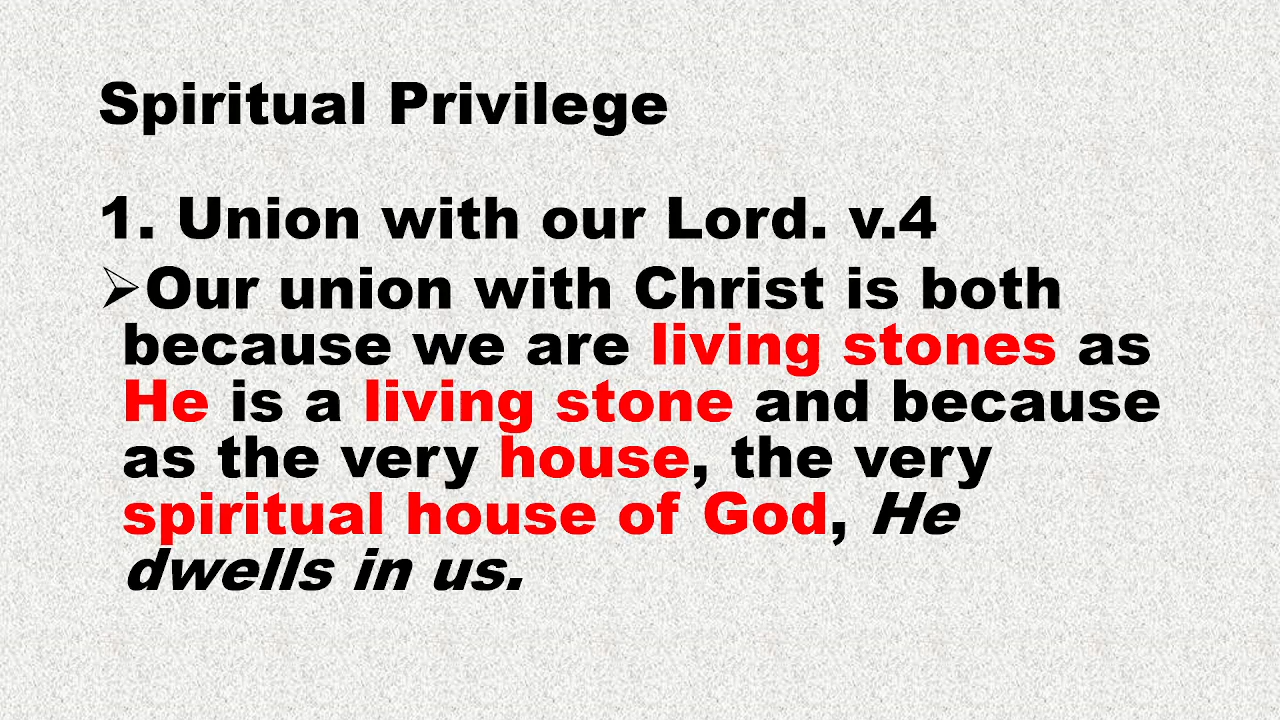 Spiritual Privilege
1. Union with our Lord. v.4
➢Our union with Christ is both
because we are living stones as
He is a living stone and because
as the very house, the very
spiritual house of God, He
dwells in us.